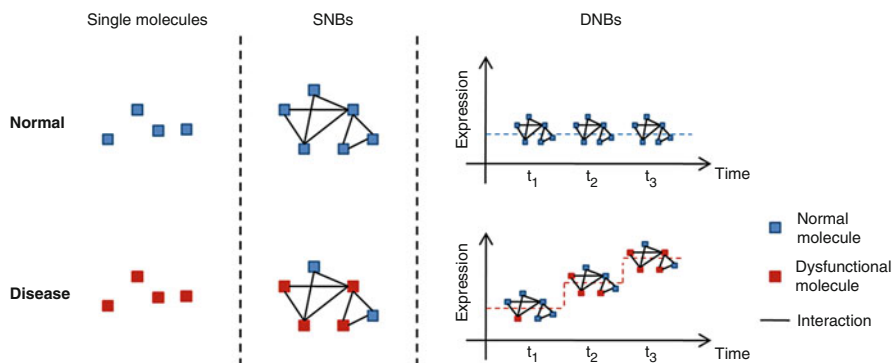 Single molecules
SNBs
DNBs
Normal
Expression
t1
t2
t3
Time
Disease
Expression
t1
t2
t3
Time
Normal
molecule
Dysfunctional
molecule
Interaction